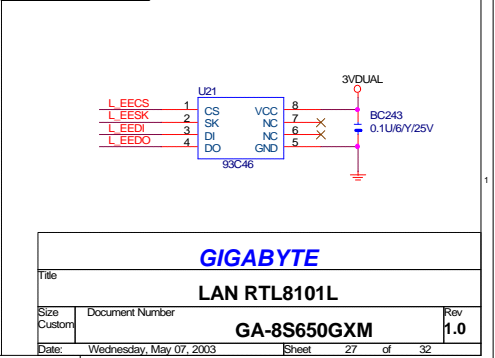 3VDUAL
U21
L_EECS 1 CS VCC 8
L_EESK 2 SK NC 7
L_EEDI 3 DI NC 6
L_EEDO 4 DO GND 5
93C46
BC243
0.1U/6/Y/25V
1
GIGABYTE
Title
LAN RTL8101L
Size Document Number Rev
Custom GA-8S650GXM 1.0
Date: Wednesday, May 07, 2003 Sheet 27 of 32